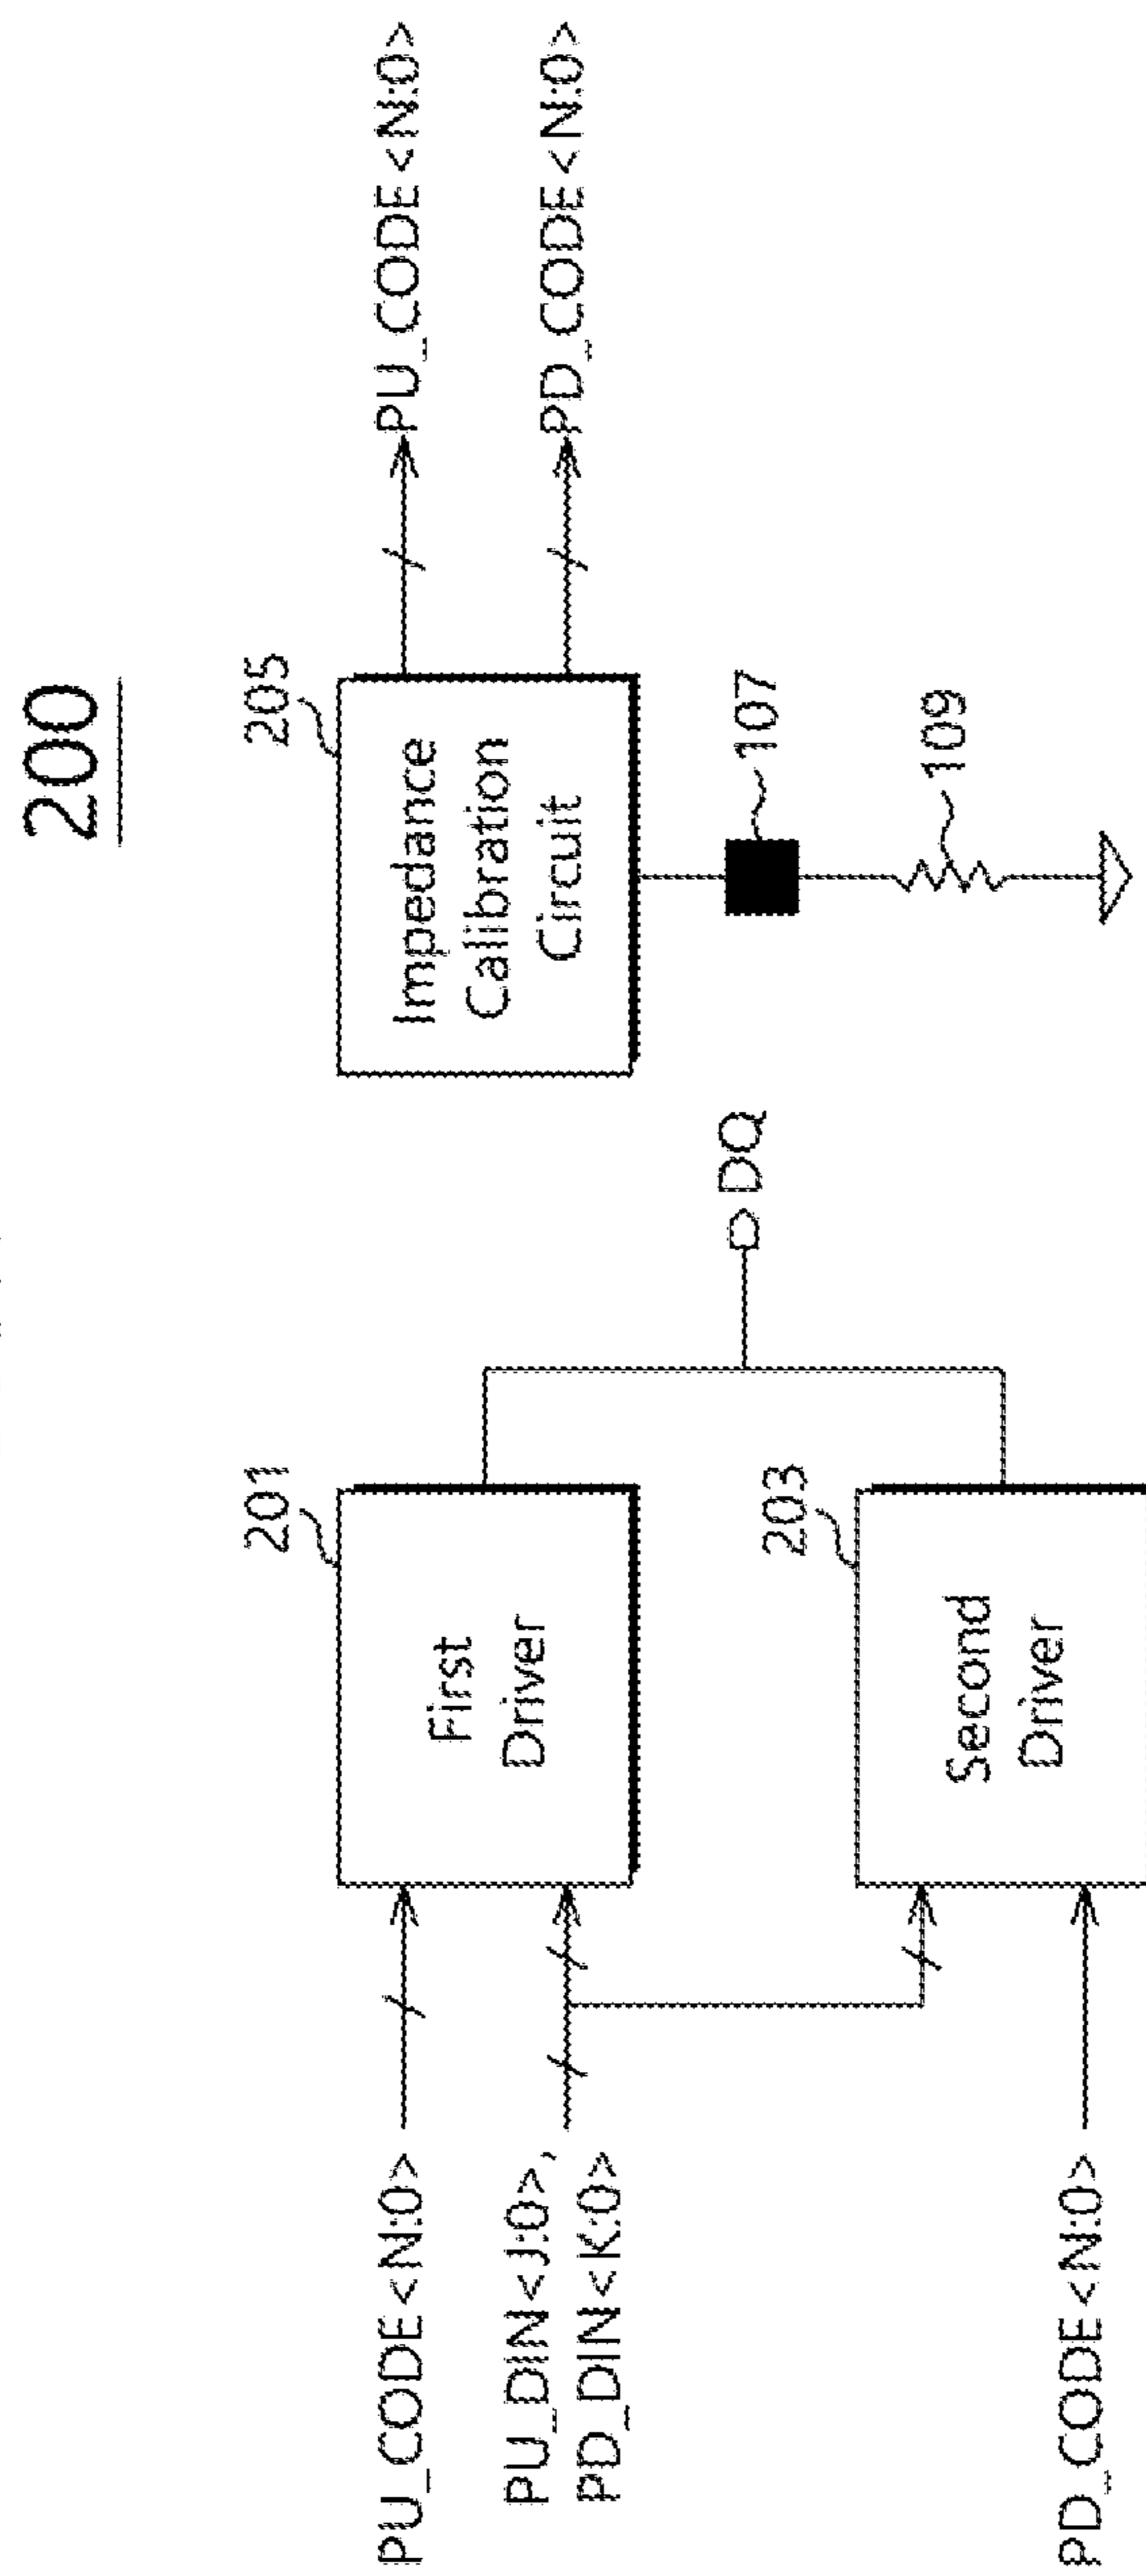 200
PU_CODE<N:0>
PU_DIN<J:0>,
PD_DIN<K:0>
201
First
Driver
203
Second
Driver
PD_CODE<N:0>
DQ
205
Impedance
Calibration
Circuit
PU_CODE<N:0>
PD_CODE<N:0>
107
109